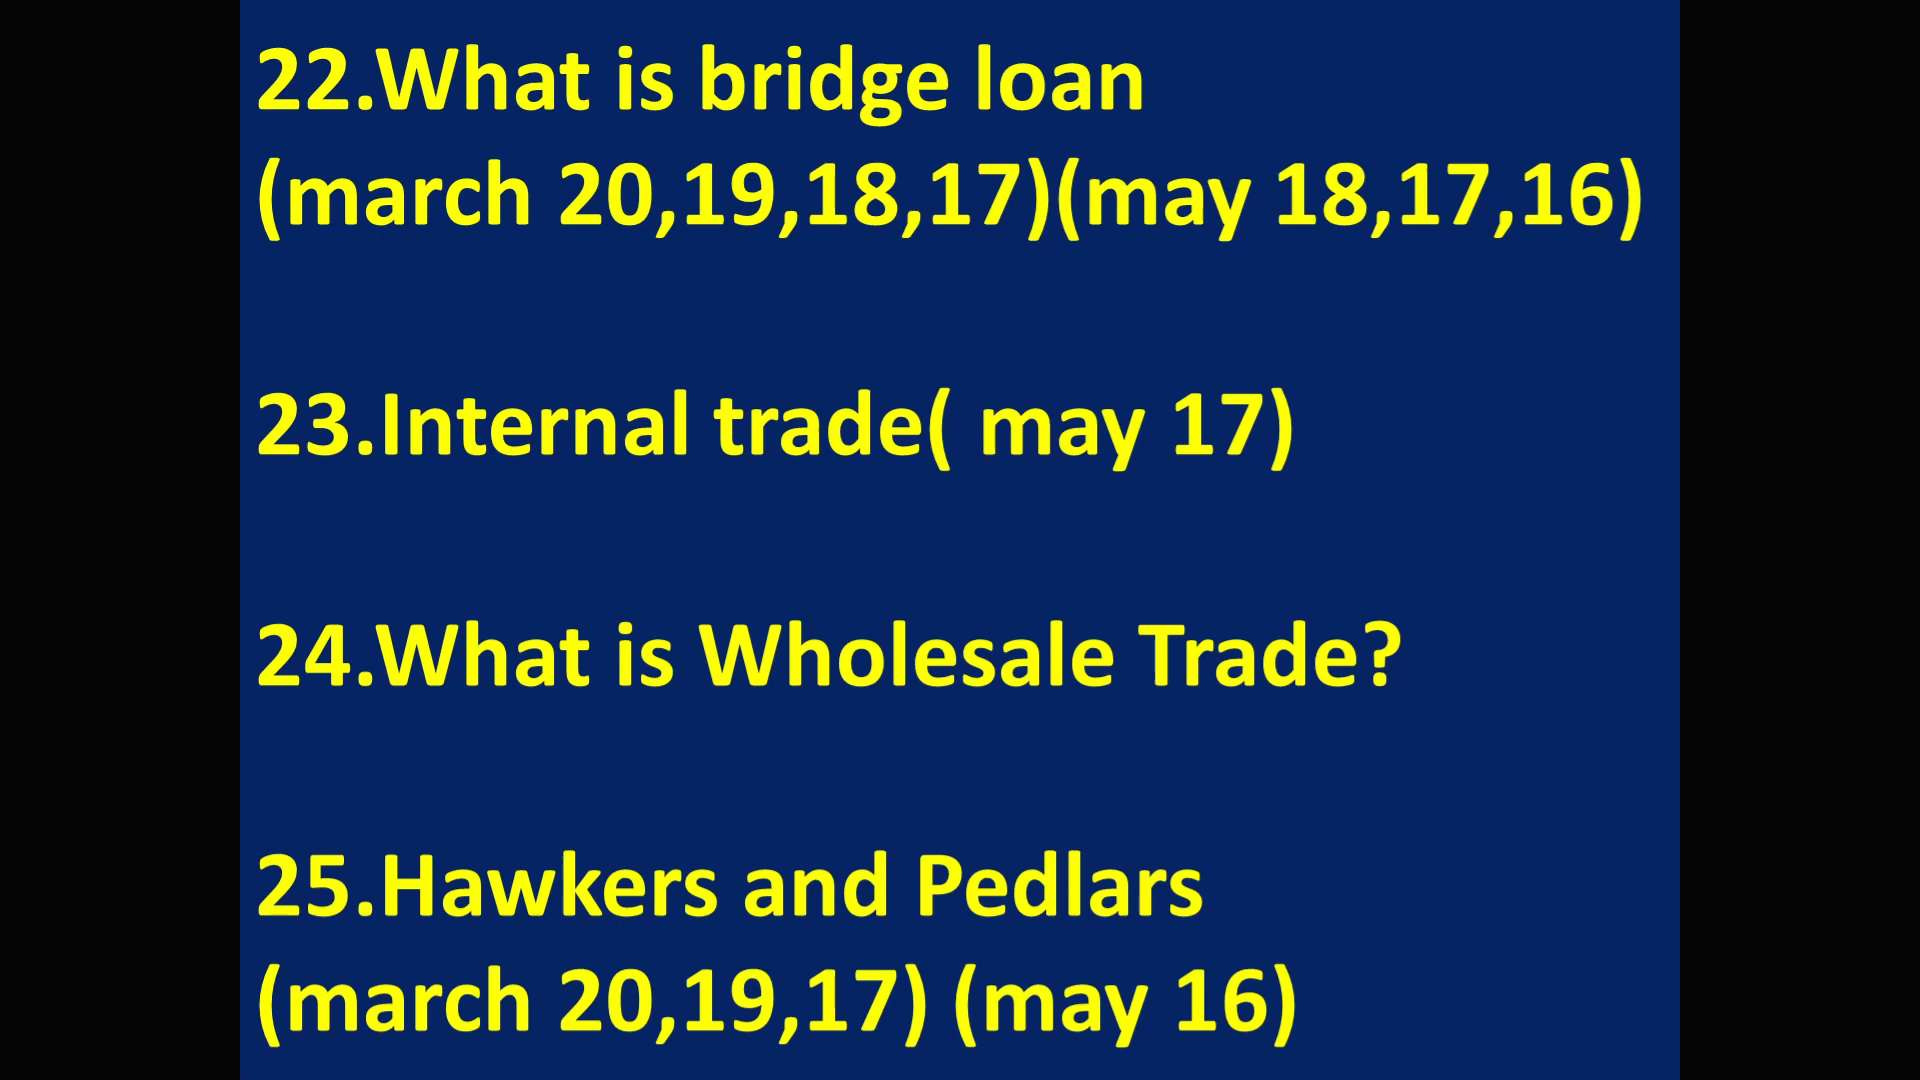 22.What is bridge loan
(march 20,19,18,17)(may 18,17,16)
23.Internal trade( may 17)
24.What is Wholesale Trade?
25.Hawkers and Pedlars
(march 20,19,17) (may 16)